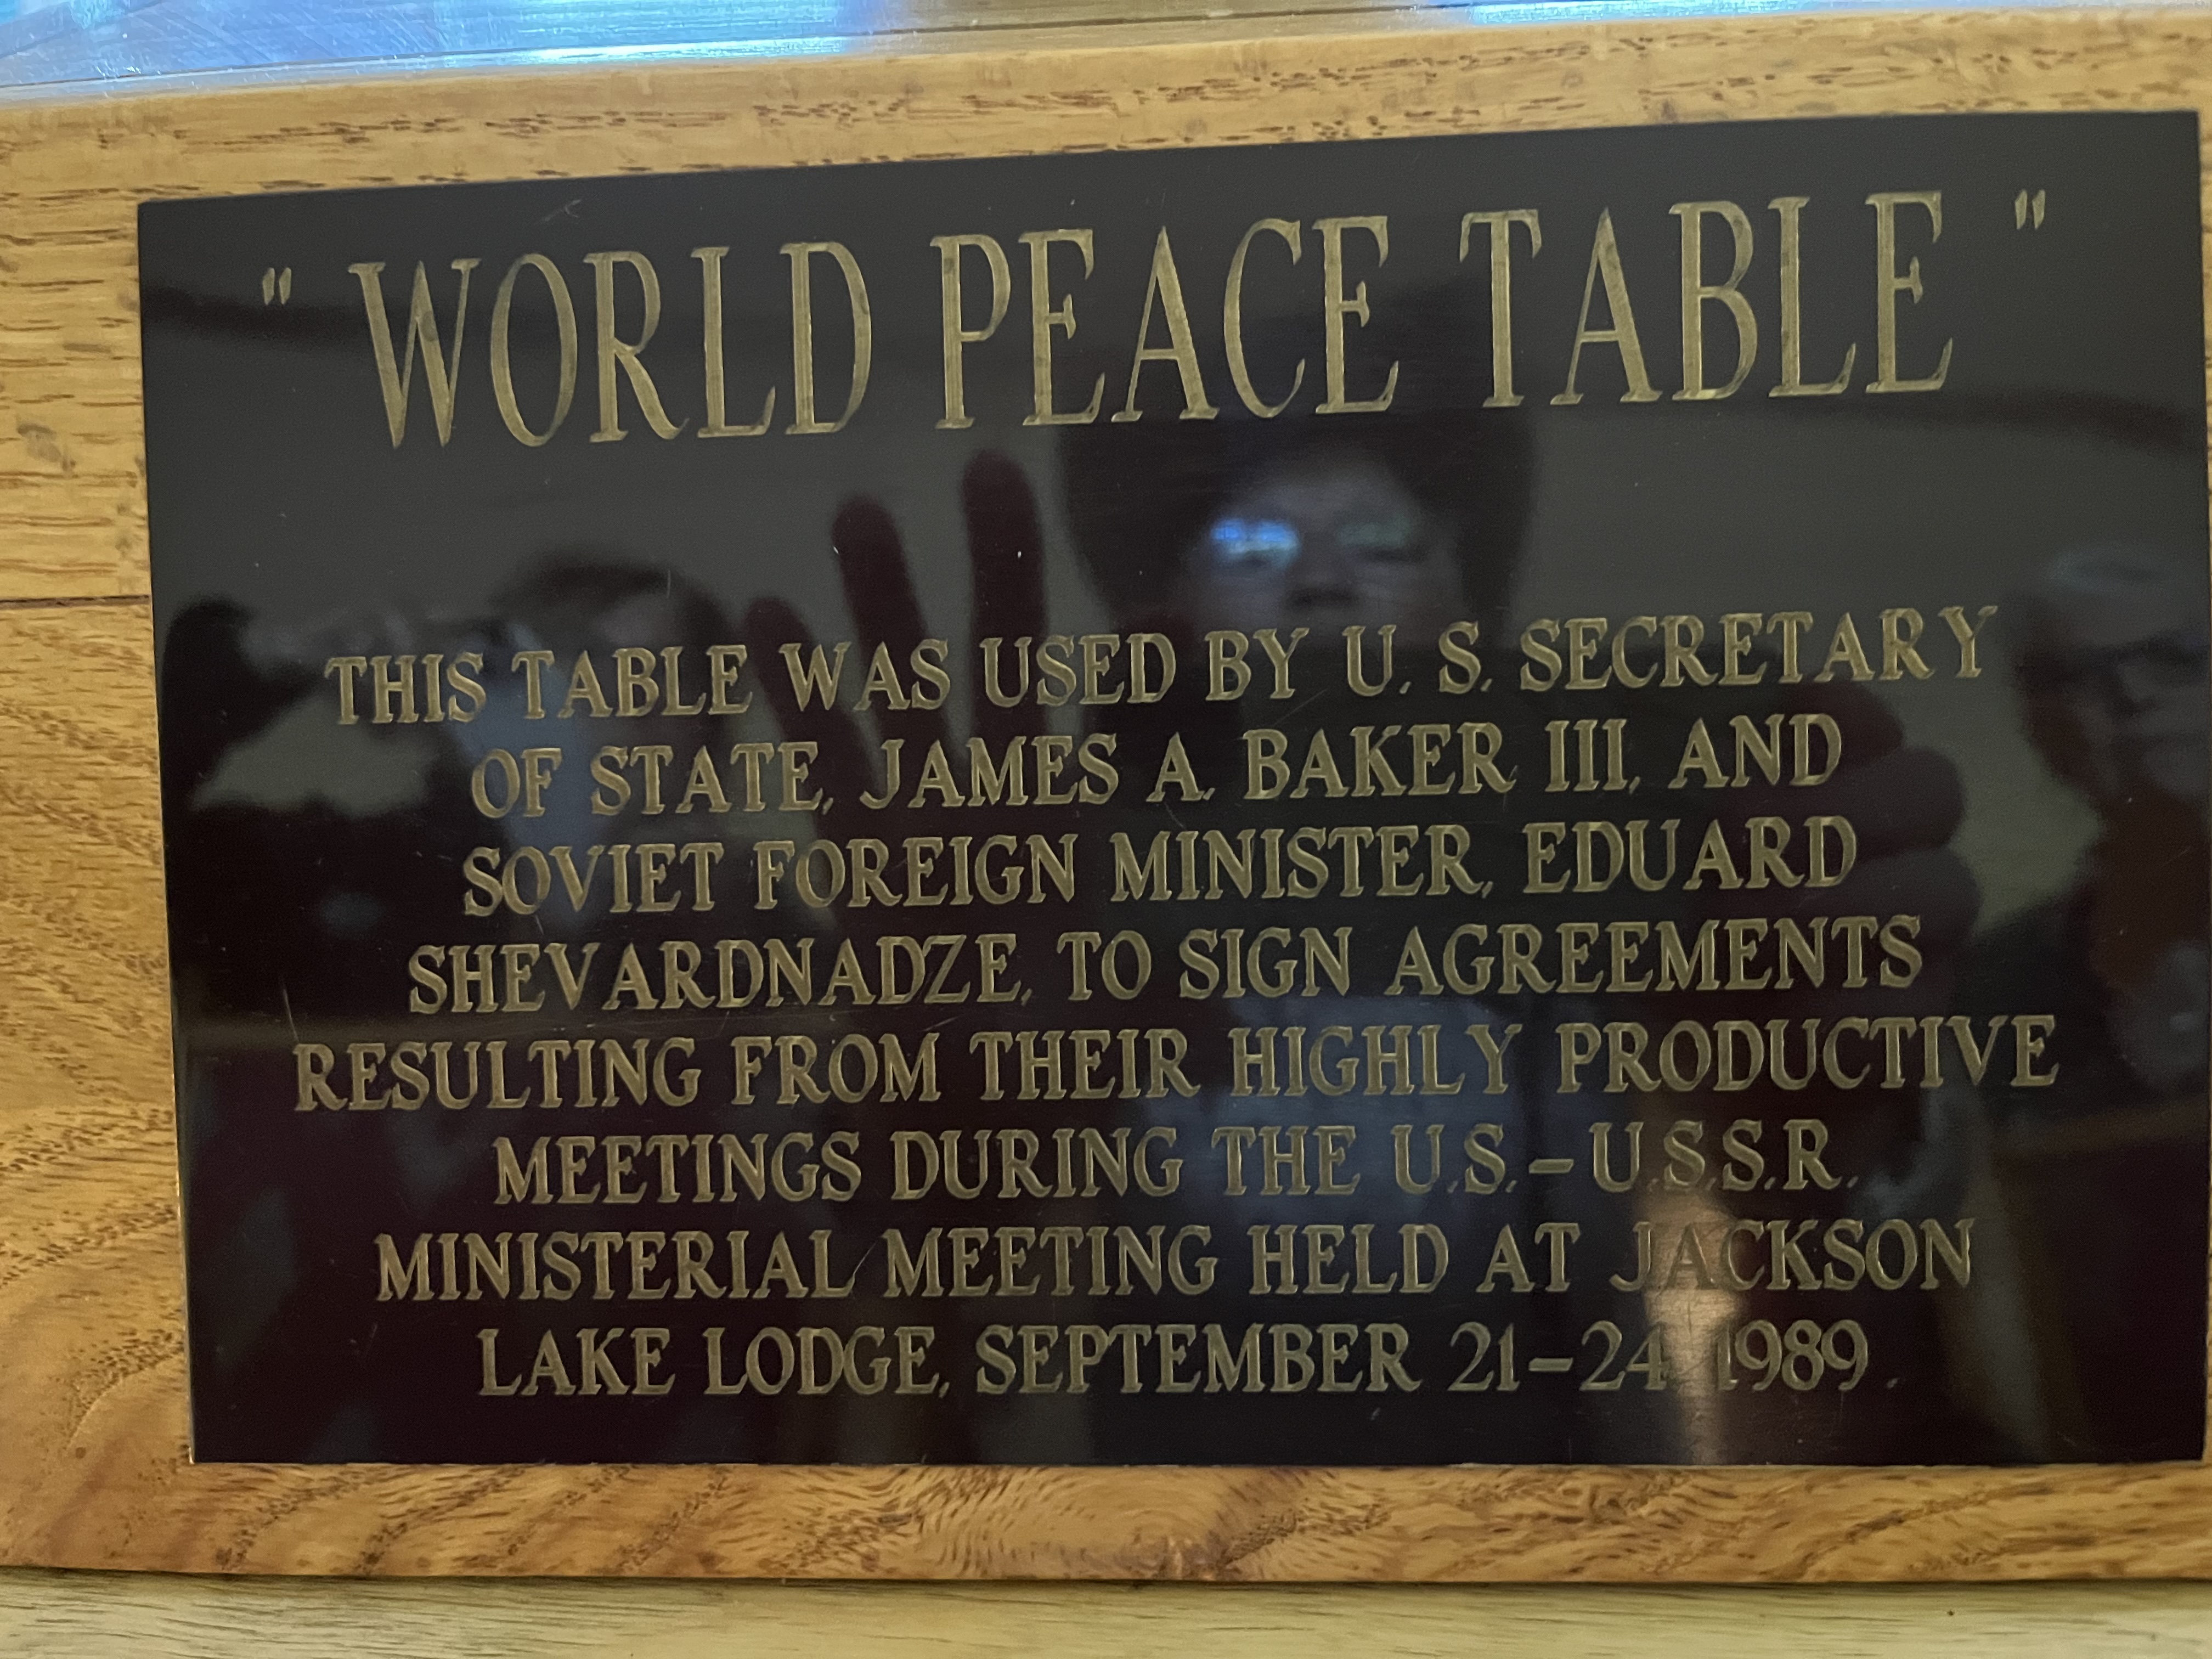 " WORLD PEACE TABLE "
THIS TABLE WAS USED BY U. S. SECRETARY
OF STATE, JAMES A. BAKER III, AND
SOVIET FOREIGN MINISTER, EDUARD
SHEVARDNADZE, TO SIGN AGREEMENTS
RESULTING FROM THEIR HIGHLY PRODUCTIVE
MEETINGS DURING THE U.S.-U.S.S.R.
MINISTERIAL MEETING HELD AT JACKSON
LAKE LODGE, SEPTEMBER 21-24 1989.